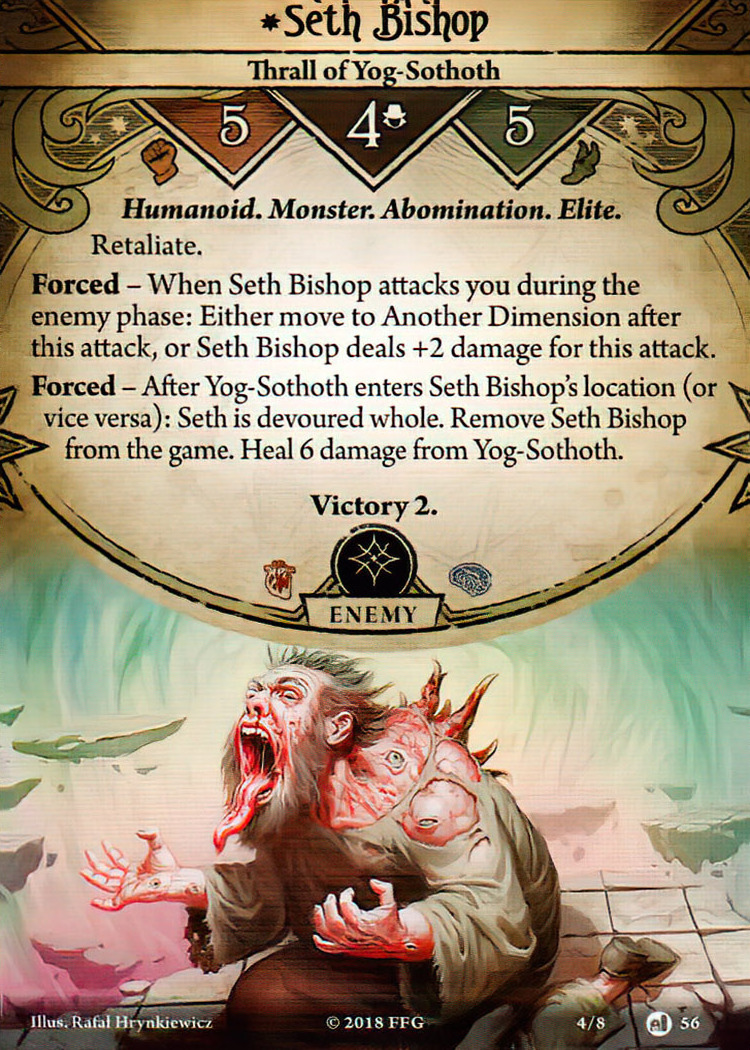 Seth Bishop
Thrall of Yog-Sothoth
5 4 5
Humanoid. Monster. Abomination. Elite.
Retaliate.
Forced – When Seth Bishop attacks you during the
enemy phase: Either move to Another Dimension after
this attack, or Seth Bishop deals +2 damage for this attack.
Forced – After Yog-Sothoth enters Seth Bishop's location (or
vice versa): Seth is devoured whole. Remove Seth Bishop
from the game. Heal 6 damage from Yog-Sothoth.
Victory 2.
ENEMY
Illus. Rafał Hrynkiewicz © 2018 FFG 4/8 56